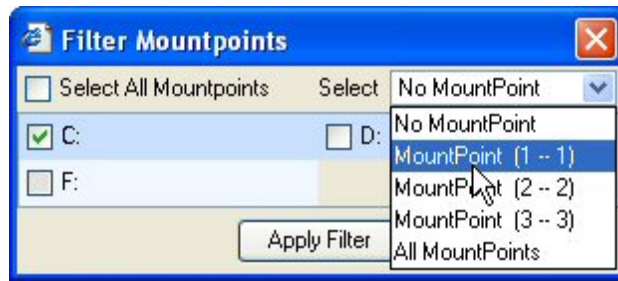 Filter Mountpoints
Select All Mountpoints Select No MountPoint
C: D: No MountPoint
MountPoint (1 -- 1)
F: MountPoint (2 -- 2)
MountPoint (3 -- 3)
Apply Filter All MountPoints